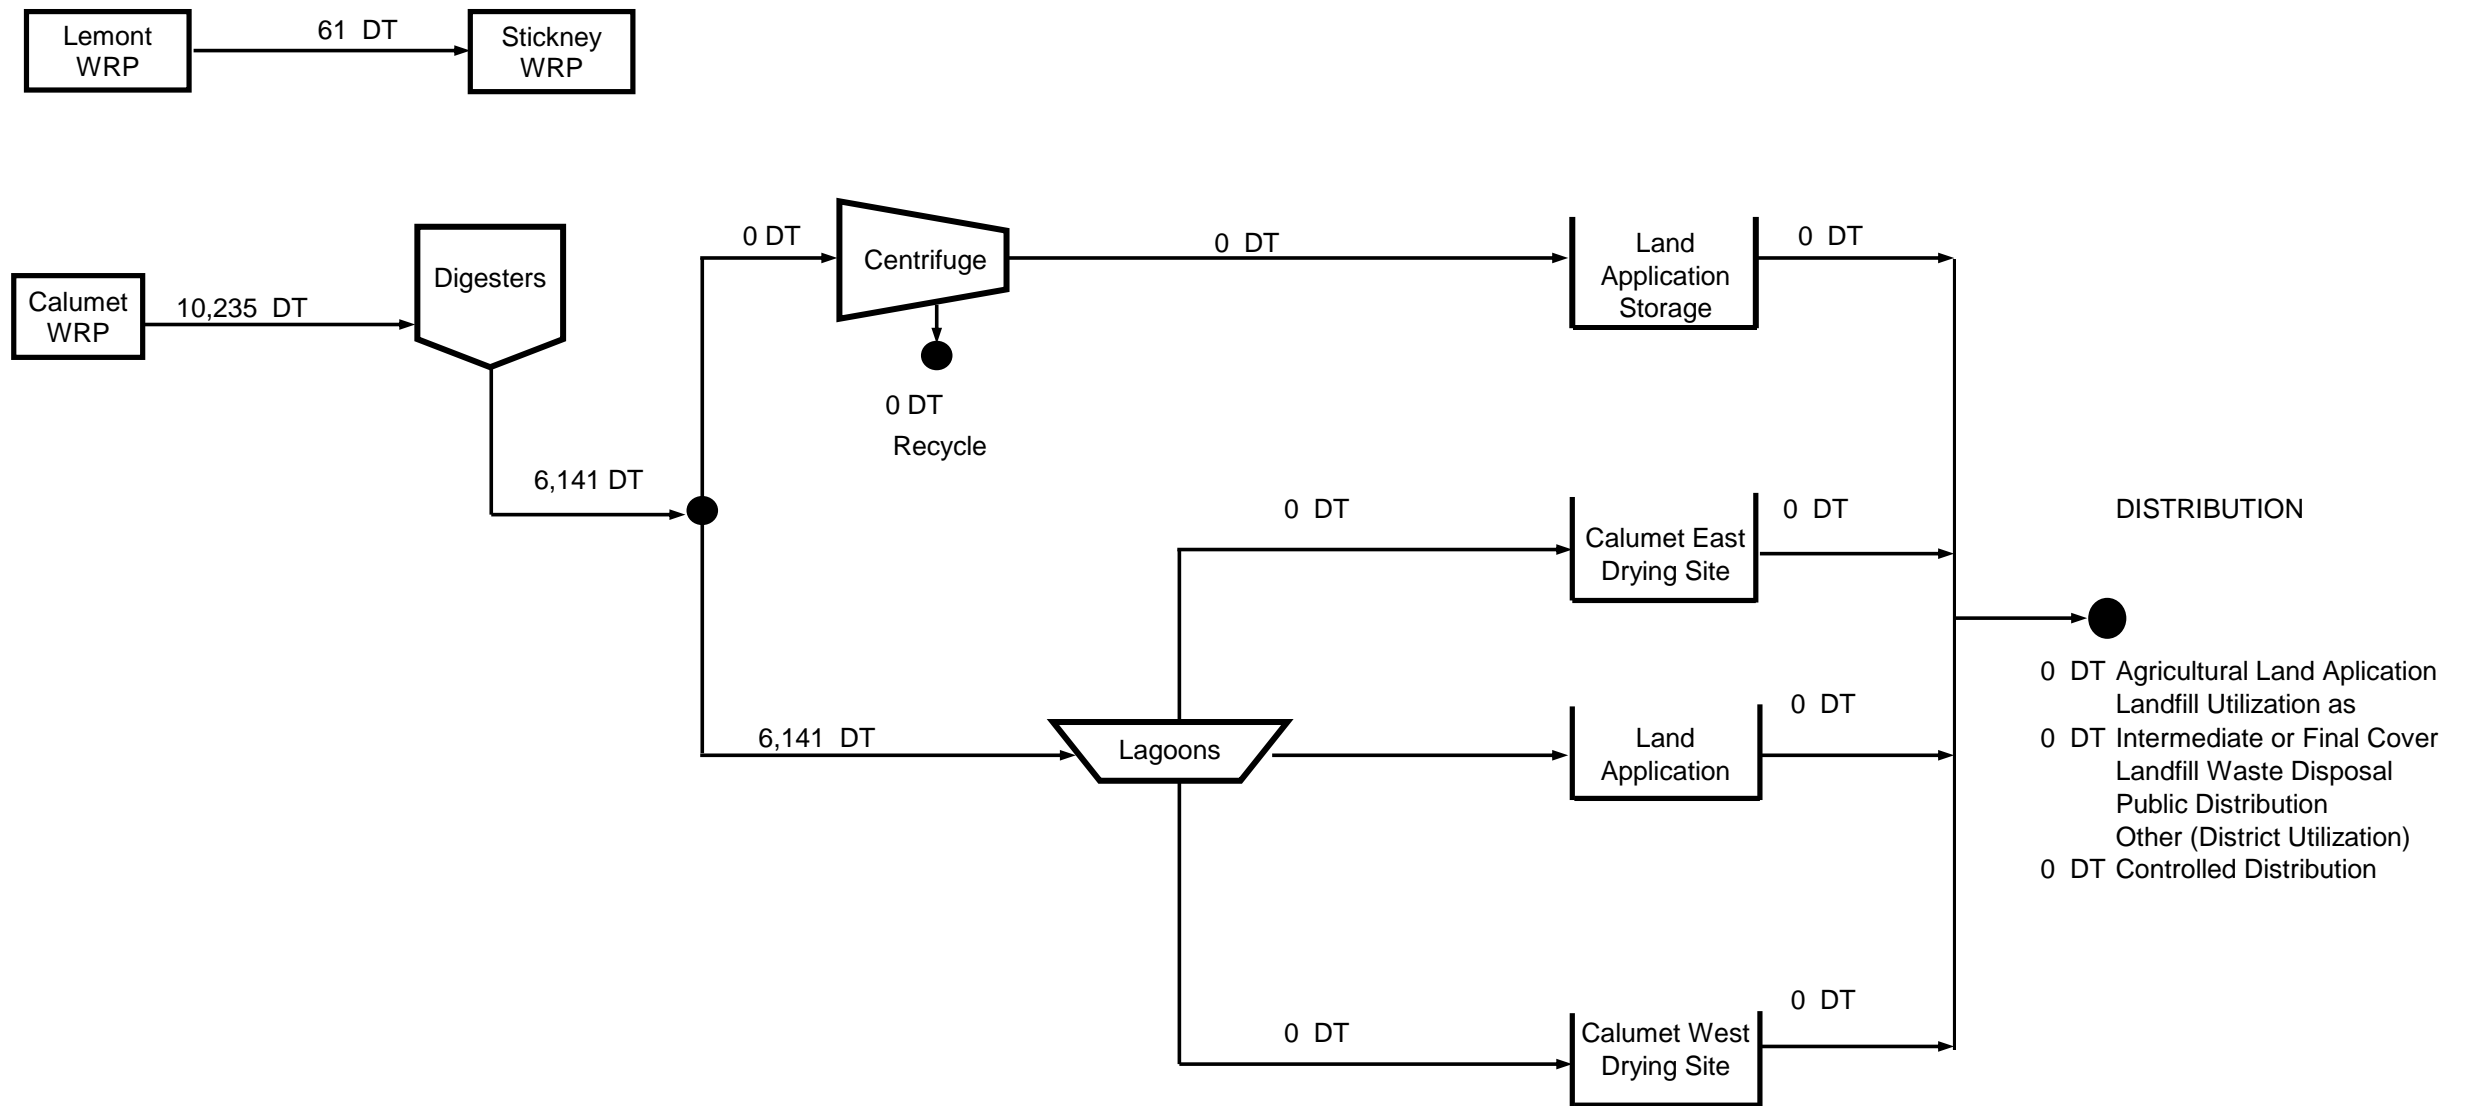 Lemont
WRP
61 DT
Stickney
WRP
Calumet
WRP
10,235 DT
Digesters
6,141 DT
0 DT
Centrifuge
0 DT
Recycle
0 DT
Land
Application
Storage
0 DT
0 DT
Calumet East
Drying Site
0 DT
6,141 DT
Lagoons
Land
Application
0 DT
0 DT
Calumet West
Drying Site
0 DT
DISTRIBUTION
0 DT Agricultural Land Aplication
Landfill Utilization as
0 DT Intermediate or Final Cover
Landfill Waste Disposal
Public Distribution
Other (District Utilization)
0 DT Controlled Distribution